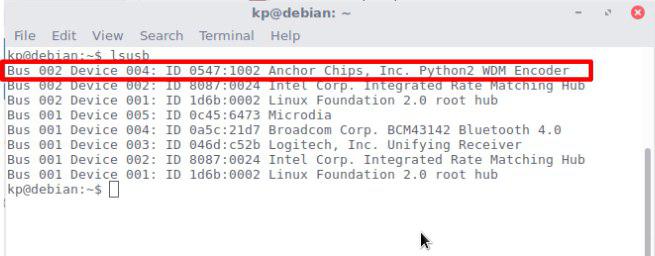 kp@debian: ~
File Edit View Search Terminal Help
kp@debian:~$ lsusb
Bus 002 Device 004: ID 0547:1002 Anchor Chips, Inc. Python2 WDM Encoder
Bus 002 Device 002: ID 8087:0024 Intel Corp. Integrated Rate Matching Hub
Bus 002 Device 001: ID 1d6b:0002 Linux Foundation 2.0 root hub
Bus 001 Device 005: ID 0c45:6473 Microdia
Bus 001 Device 004: ID 0a5c:21d7 Broadcom Corp. BCM43142 Bluetooth 4.0
Bus 001 Device 003: ID 046d:c52b Logitech, Inc. Unifying Receiver
Bus 001 Device 002: ID 8087:0024 Intel Corp. Integrated Rate Matching Hub
Bus 001 Device 001: ID 1d6b:0002 Linux Foundation 2.0 root hub
kp@debian:~$